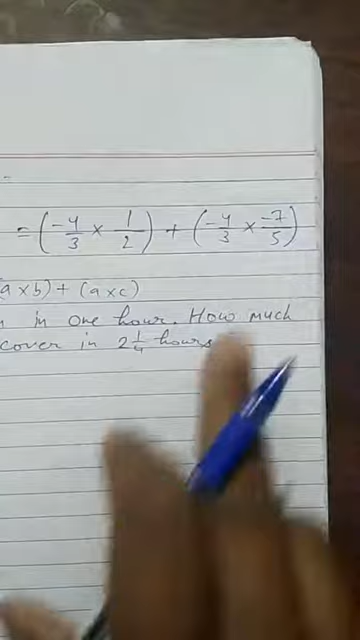 = (-4/3 × 1/2) + (-4/3 × -7/5)
(a×b) + (a×c)
in one hour. How much
cover in 2 1/4 hours